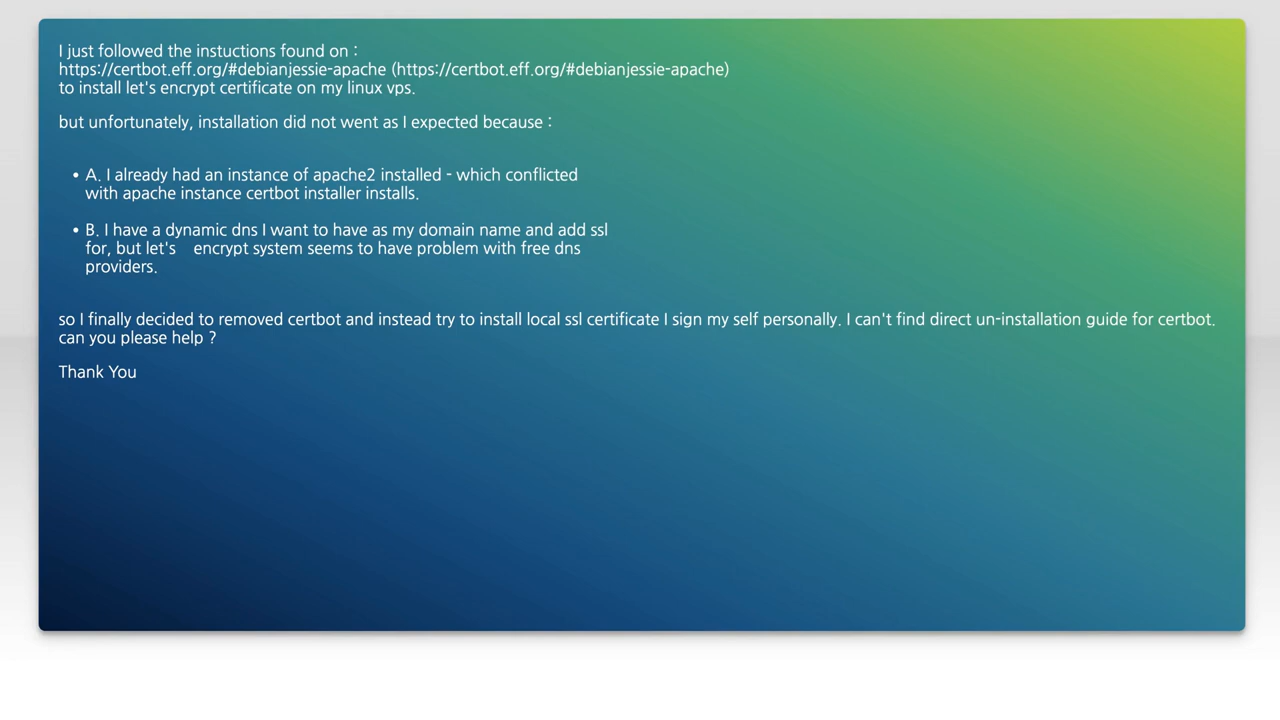 I just followed the instuctions found on :
https://certbot.eff.org/#debianjessie-apache (https://certbot.eff.org/#debianjessie-apache)
to install let's encrypt certificate on my linux vps.
but unfortunately, installation did not went as I expected because :
• A. I already had an instance of apache2 installed - which conflicted
with apache instance certbot installer installs.
• B. I have a dynamic dns I want to have as my domain name and add ssl
for, but let's    encrypt system seems to have problem with free dns
providers.
so I finally decided to removed certbot and instead try to install local ssl certificate I sign my self personally. I can't find direct un-installation guide for certbot.
can you please help ?
Thank You